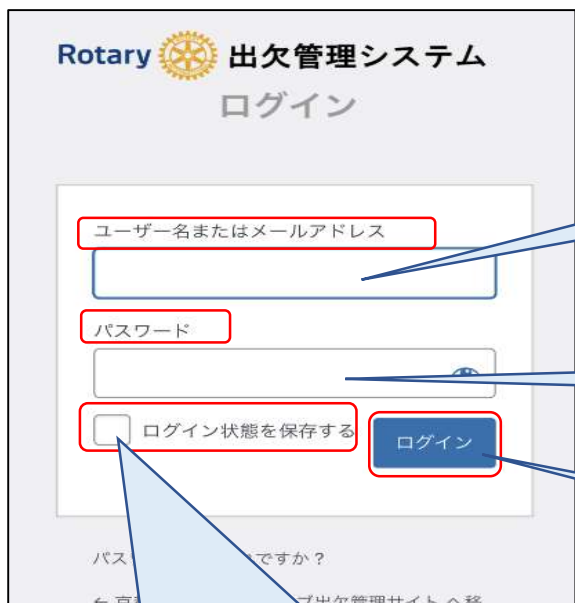 Rotary 出欠管理システム
ログイン
ユーザー名またはメールアドレス
パスワード
ログイン状態を保存する
ログイン
パス ですか？
ブ出欠管理サイト へ移